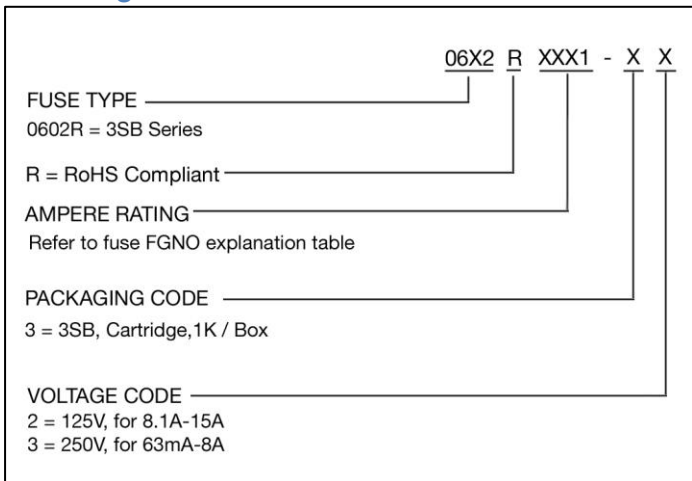 06X2 R XXX1 - X X
FUSE TYPE
0602R = 3SB Series
R = RoHS Compliant
AMPERE RATING
Refer to fuse FGNO explanation table
PACKAGING CODE
3 = 3SB, Cartridge,1K / Box
VOLTAGE CODE
2 = 125V, for 8.1A-15A
3 = 250V, for 63mA-8A